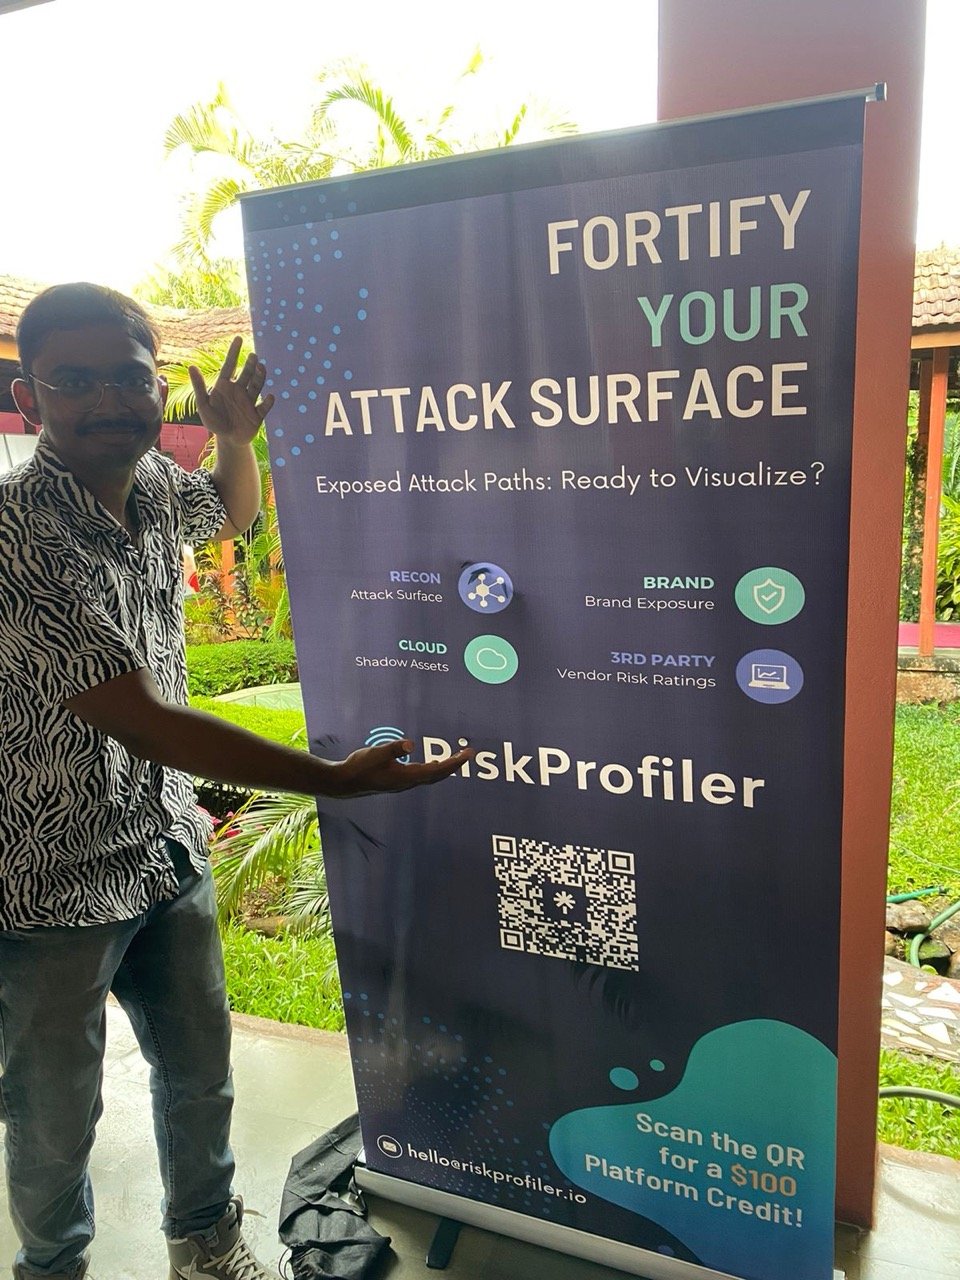 FORTIFY
YOUR
ATTACK SURFACE
Exposed Attack Paths: Ready to Visualize?
RECON
Attack Surface
BRAND
Brand Exposure
CLOUD
Shadow Assets
3RD PARTY
Vendor Risk Ratings
RiskProfiler
hello@riskprofiler.io
Scan the QR
for a $100
Platform Credit!